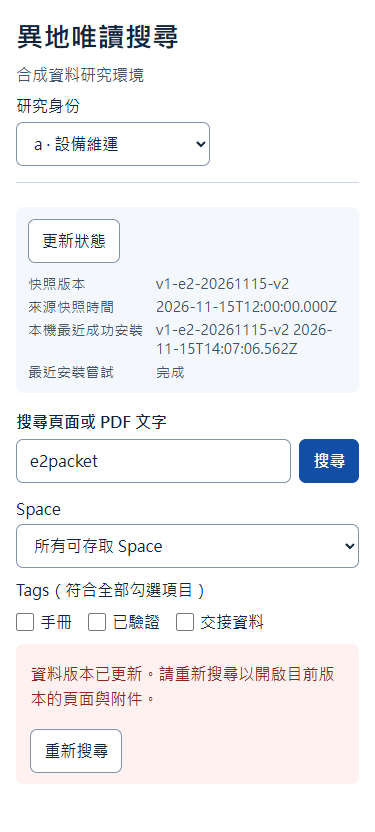 異地唯讀搜尋
合成資料研究環境
研究身份
a · 設備維運
更新狀態
快照版本 v1-e2-20261115-v2
來源快照時間 2026-11-15T12:00:00.000Z
本機最近成功安裝 v1-e2-20261115-v2 2026-
11-15T14:07:06.562Z
最近安裝嘗試 完成
搜尋頁面或 PDF 文字
e2packet 搜尋
Space
所有可存取 Space
Tags（符合全部勾選項目）
手冊 已驗證 交接資料
資料版本已更新。請重新搜尋以開啟目前版
本的頁面與附件。
重新搜尋